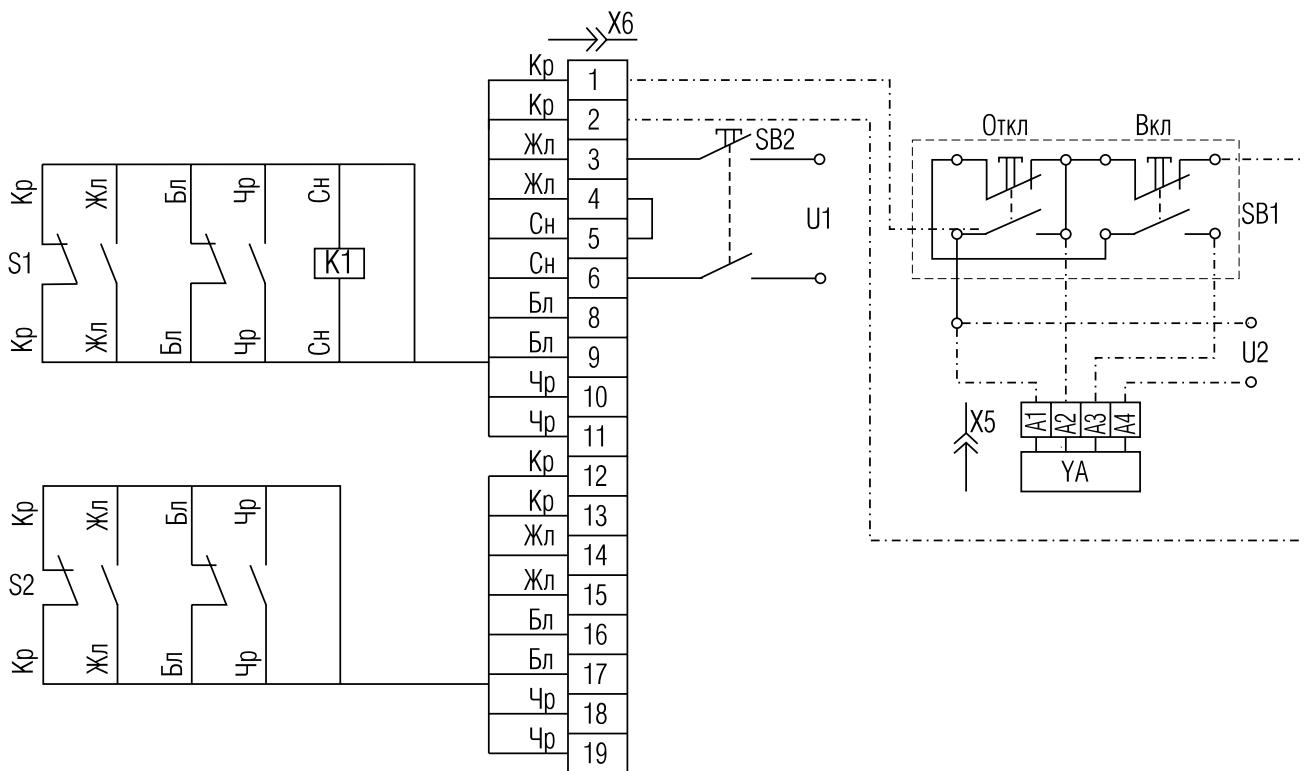 X6
Кр 1
Кр 2
Жл 3
Жл 4
Сн 5
Сн 6
Бл 8
Бл 9
Чр 10
Чр 11
Кр 12
Кр 13
Жл 14
Жл 15
Бл 16
Бл 17
Чр 18
Чр 19
Кр Жл Бл Чр Сн
S1 K1
Кр Жл Бл Чр Сн
Кр Жл Бл Чр
S2
Кр Жл Бл Чр
SB2
U1
Откл Вкл
SB1
U2
X5
A1 A2 A3 A4
YA